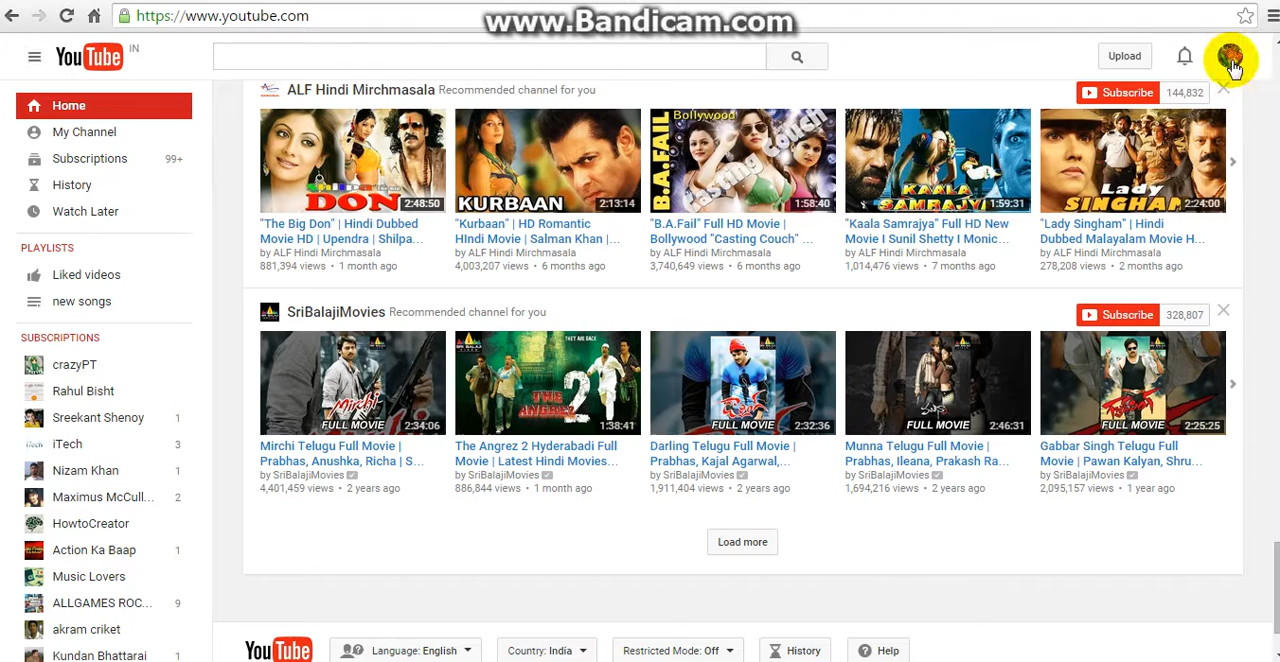 https://www.youtube.com
www.Bandicam.com
YouTube IN
Upload
Home
My Channel
Subscriptions 99+
History
Watch Later
PLAYLISTS
Liked videos
new songs
SUBSCRIPTIONS
crazyPT
Rahul Bisht
Sreekant Shenoy 1
iTech 3
Nizam Khan 1
Maximus McCull... 2
HowtoCreator
Action Ka Baap 1
Music Lovers
ALLGAMES ROC... 9
akram criket
Kundan Bhattarai 1
ALF Hindi Mirchmasala Recommended channel for you
Subscribe 144,832
DON
2:48:50
"The Big Don" | Hindi Dubbed
Movie HD | Upendra | Shilpa...
by ALF Hindi Mirchmasala
881,394 views • 1 month ago
KURBAAN
2:13:14
"Kurbaan" | HD Romantic
HIndi Movie | Salman Khan |...
by ALF Hindi Mirchmasala
4,003,207 views • 6 months ago
Bollywood
B.A.FAIL
Casting Couch
1:58:40
"B.A.Fail" Full HD Movie |
Bollywood "Casting Couch" ...
by ALF Hindi Mirchmasala
3,740,649 views • 6 months ago
KAALA
SAMRAJYA
1:59:31
"Kaala Samrajya" Full HD New
Movie I Sunil Shetty I Monic...
by ALF Hindi Mirchmasala
1,014,476 views • 7 months ago
Lady
SINGHAM
2:24:00
"Lady Singham" | Hindi
Dubbed Malayalam Movie H...
by ALF Hindi Mirchmasala
278,208 views • 2 months ago
SriBalajiMovies Recommended channel for you
Subscribe 328,807
Mirchi
FULL MOVIE
2:34:06
Mirchi Telugu Full Movie |
Prabhas, Anushka, Richa | S...
by SriBalajiMovies
4,401,459 views • 2 years ago
THEY ARE BACK
THE
ANGREZ 2
1:38:41
The Angrez 2 Hyderabadi Full
Movie | Latest Hindi Movies...
by SriBalajiMovies
886,844 views • 1 month ago
FULL MOVIE
2:32:36
Darling Telugu Full Movie |
Prabhas, Kajal Agarwal,...
by SriBalajiMovies
1,911,404 views • 2 years ago
FULL MOVIE
2:46:31
Munna Telugu Full Movie |
Prabhas, Ileana, Prakash Ra...
by SriBalajiMovies
1,694,216 views • 2 years ago
FULL MOVIE
2:25:25
Gabbar Singh Telugu Full
Movie | Pawan Kalyan, Shru...
by SriBalajiMovies
2,095,157 views • 1 year ago
Load more
YouTube
Language: English
Country: India
Restricted Mode: Off
History
Help